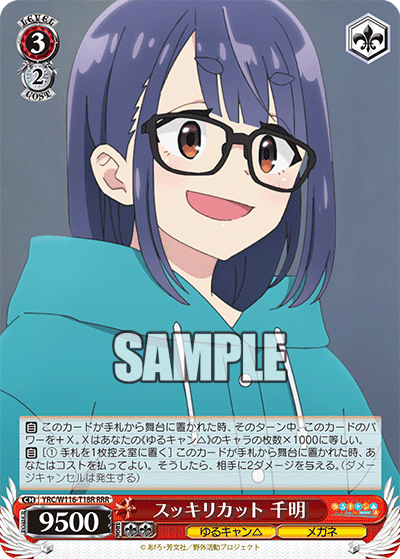 LEVEL
3
2
COST
SAMPLE
自 このカードが手札から舞台に置かれた時、そのターン中、このカードのパ
ワーを＋X。Xはあなたの《ゆるキャン△》のキャラの枚数×1000に等しい。
自 [① 手札を1枚控え室に置く] このカードが手札から舞台に置かれた時、あ
なたはコストを払ってよい。そうしたら、相手に2ダメージを与える。（ダメー
ジキャンセルは発生する）
CH YRC/W116-T18R RRR
スッキリカット 千明
ゆるキャン△
9500
ゆるキャン△ メガネ
©あfろ・芳文社／野外活動プロジェクト